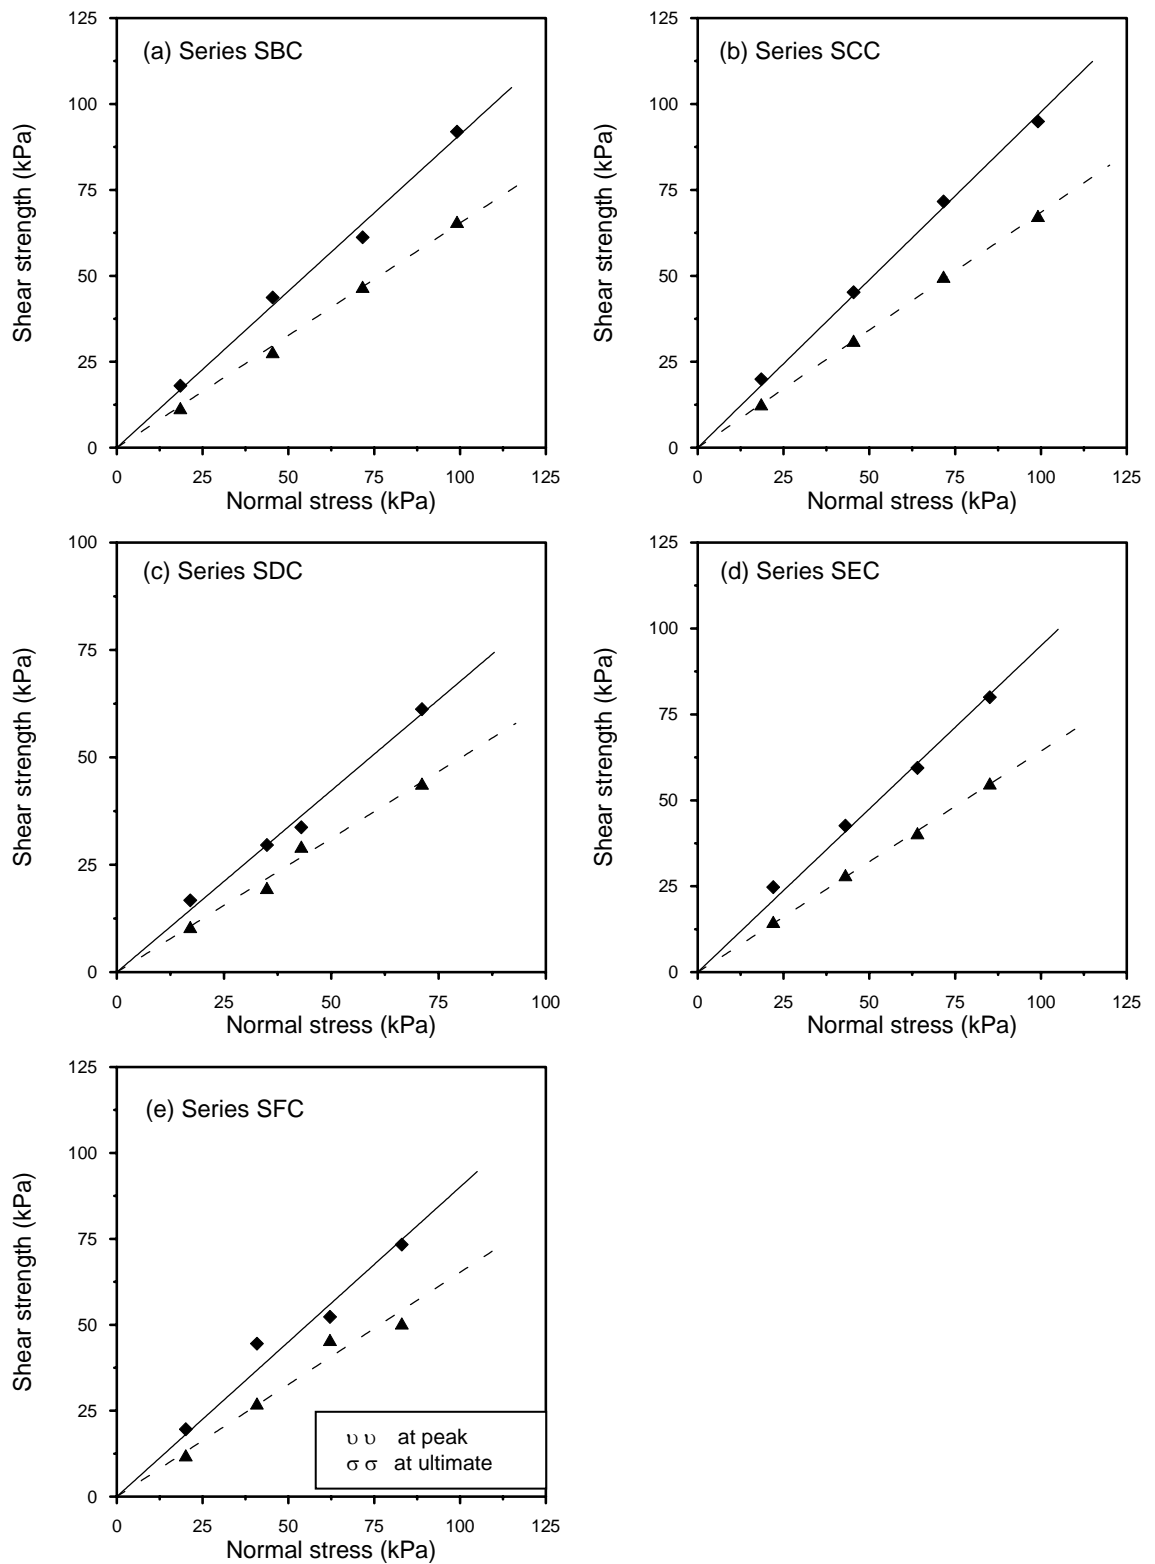 (a) Series SBC
125
100
75
50
25
0
0 25 50 75 100 125
Shear strength (kPa)
Normal stress (kPa)
(b) Series SCC
125
100
75
50
25
0
0 25 50 75 100 125
Shear strength (kPa)
Normal stress (kPa)
(c) Series SDC
100
75
50
25
0
0 25 50 75 100
Shear strength (kPa)
Normal stress (kPa)
(d) Series SEC
125
100
75
50
25
0
0 25 50 75 100 125
Shear strength (kPa)
Normal stress (kPa)
(e) Series SFC
125
100
75
50
25
0
0 25 50 75 100 125
Shear strength (kPa)
Normal stress (kPa)
υ υ at peak
σ σ at ultimate